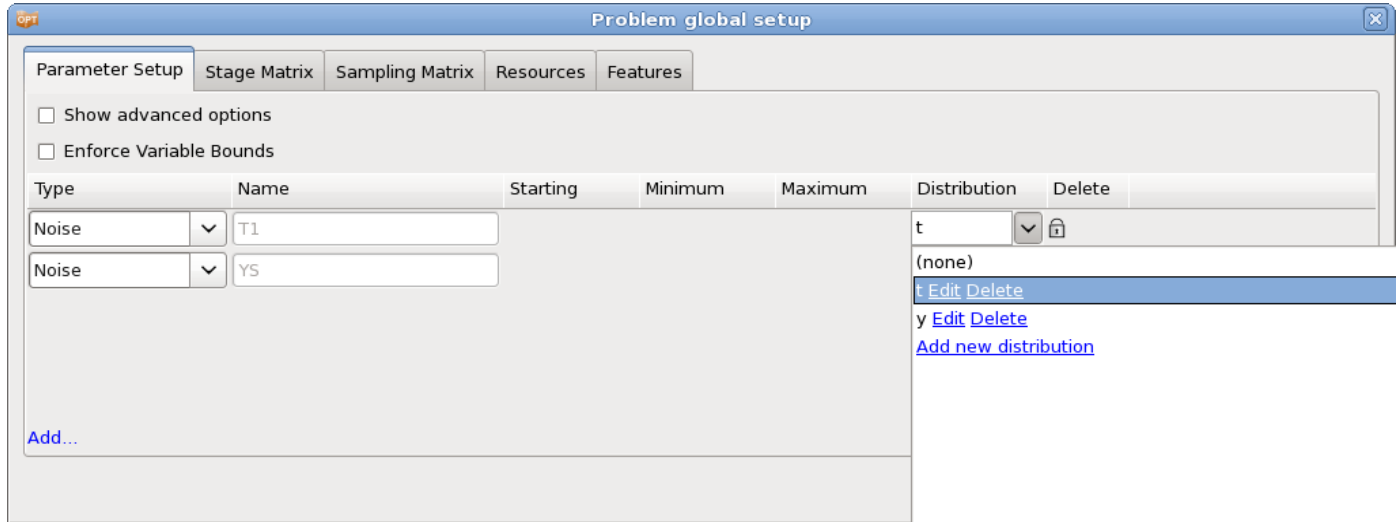 OPT Problem global setup
Parameter Setup Stage Matrix Sampling Matrix Resources Features
Show advanced options
Enforce Variable Bounds
Type Name Starting Minimum Maximum Distribution Delete
Noise T1 t
Noise YS (none)
t Edit Delete
y Edit Delete
Add new distribution
Add...